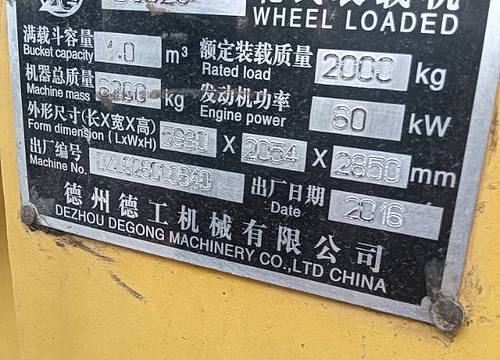 WHEEL LOADED
满载斗容量 1.0 m³ 额定装载质量 2000 kg
Bucket capacity Rated load
机器总质量 kg 发动机功率 60 kW
Machine mass Engine power
外形尺寸(长X宽X高) X 2054 X 2850 mm
Form dimension (LxWxH)
出厂编号 出厂日期 2016
Machine No. Date
德州德工机械有限公司
DEZHOU DEGONG MACHINERY CO.,LTD CHINA